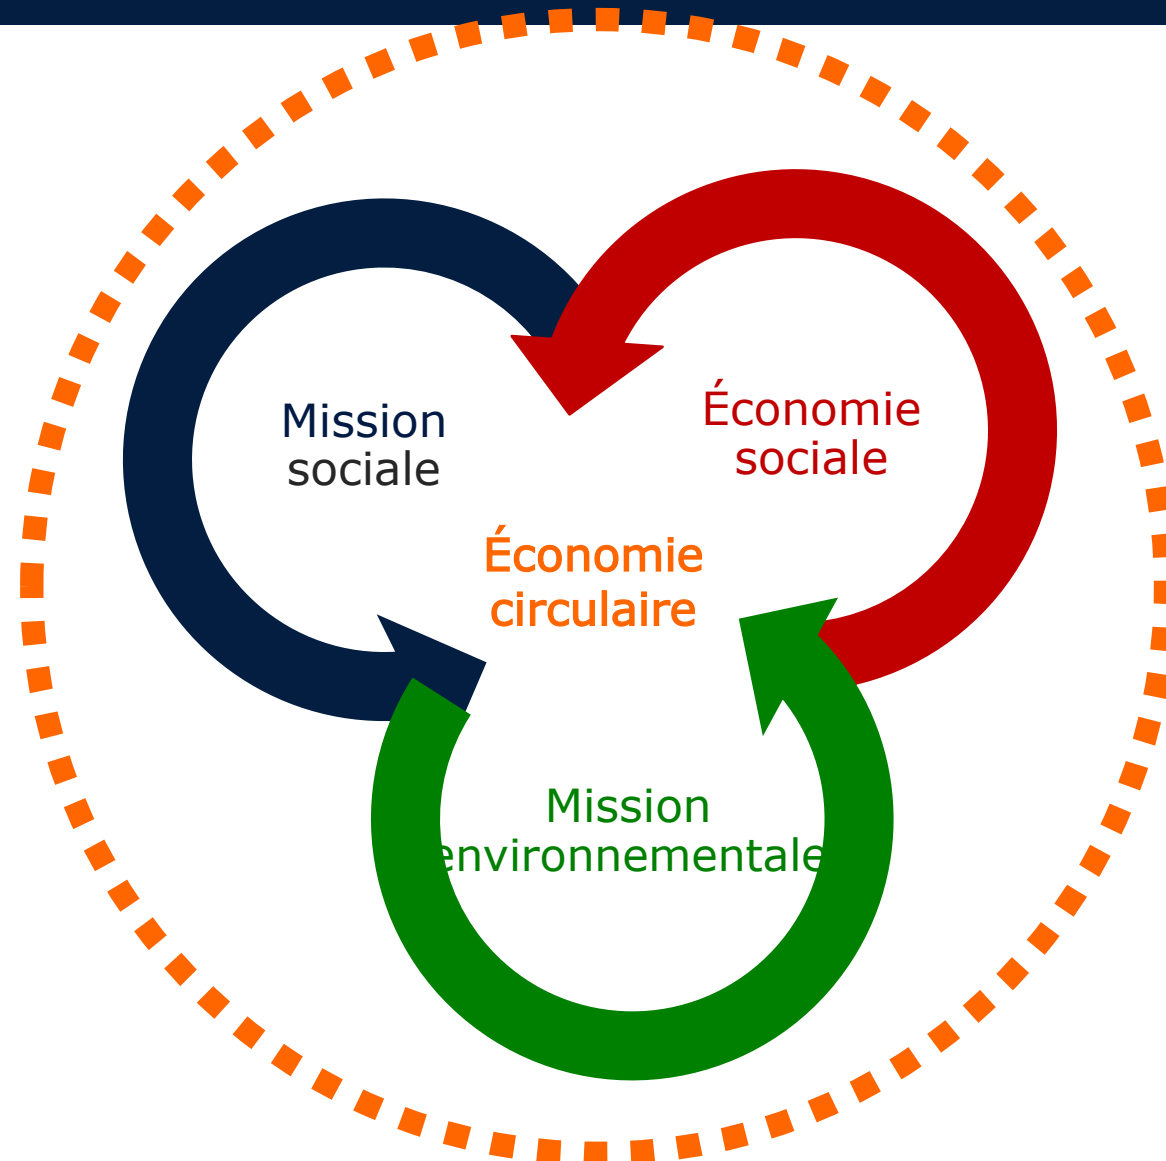 Mission
sociale
Économie
sociale
Économie
circulaire
Mission
environnementale